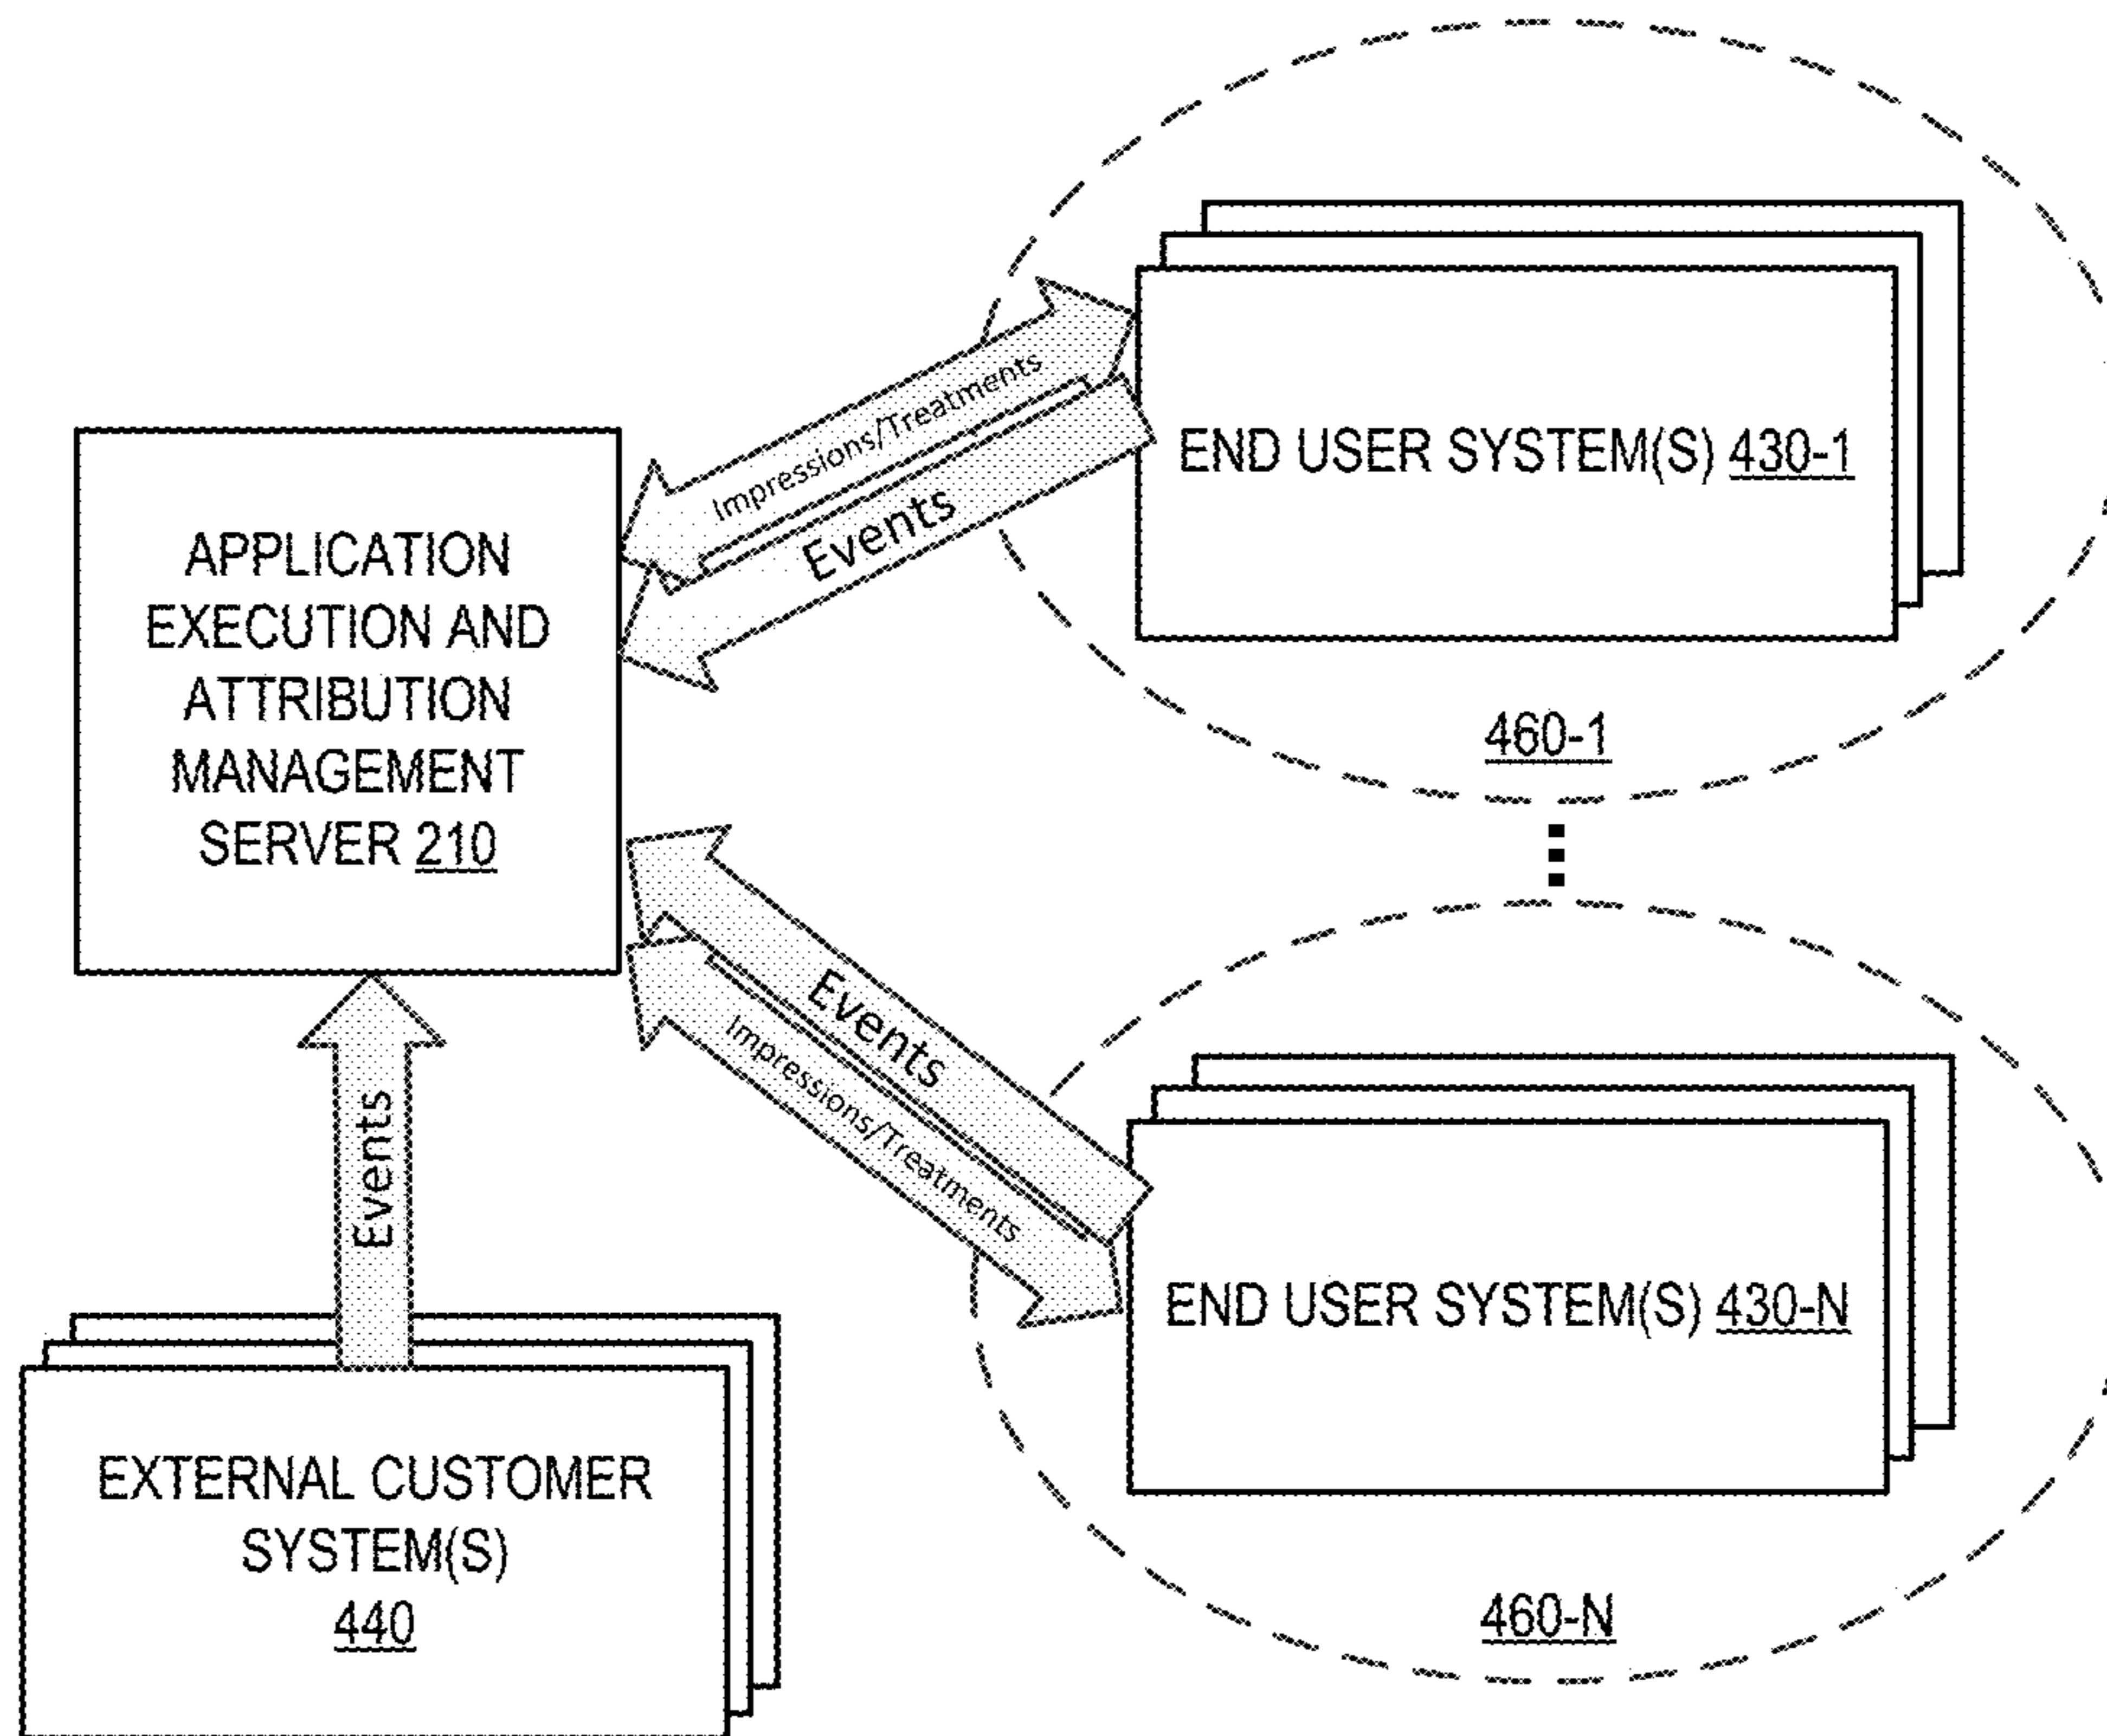 APPLICATION
EXECUTION AND
ATTRIBUTION
MANAGEMENT
SERVER 210
Impressions/Treatments
Events
END USER SYSTEM(S) 430-1
460-1
Events
Impressions/Treatments
END USER SYSTEM(S) 430-N
460-N
Events
EXTERNAL CUSTOMER
SYSTEM(S)
440